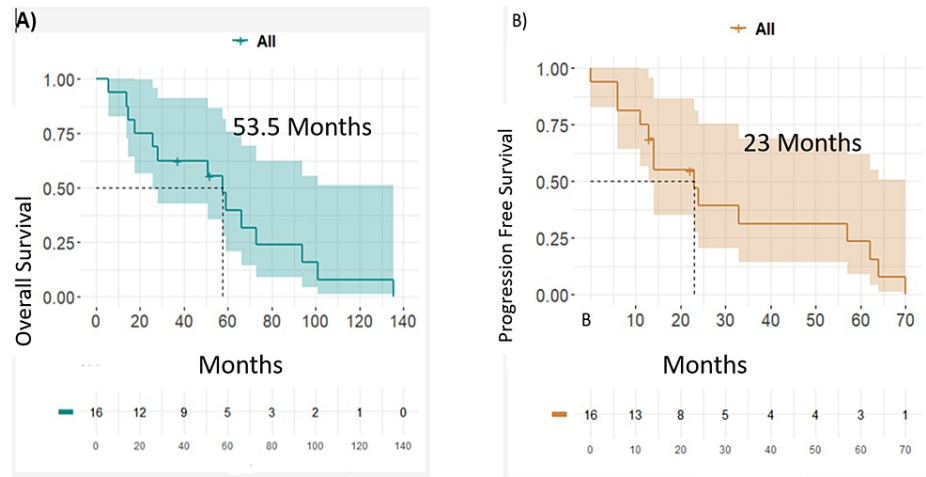 A)
All
1.00
0.75
0.50
0.25
0.00
Overall Survival
53.5 Months
0 20 40 60 80 100 120 140
Months
16 12 9 5 3 2 1 0
0 20 40 60 80 100 120 140
B)
All
1.00
0.75
0.50
0.25
0.00
Progression Free Survival
23 Months
B 10 20 30 40 50 60 70
Months
16 13 8 5 4 4 3 1
0 10 20 30 40 50 60 70